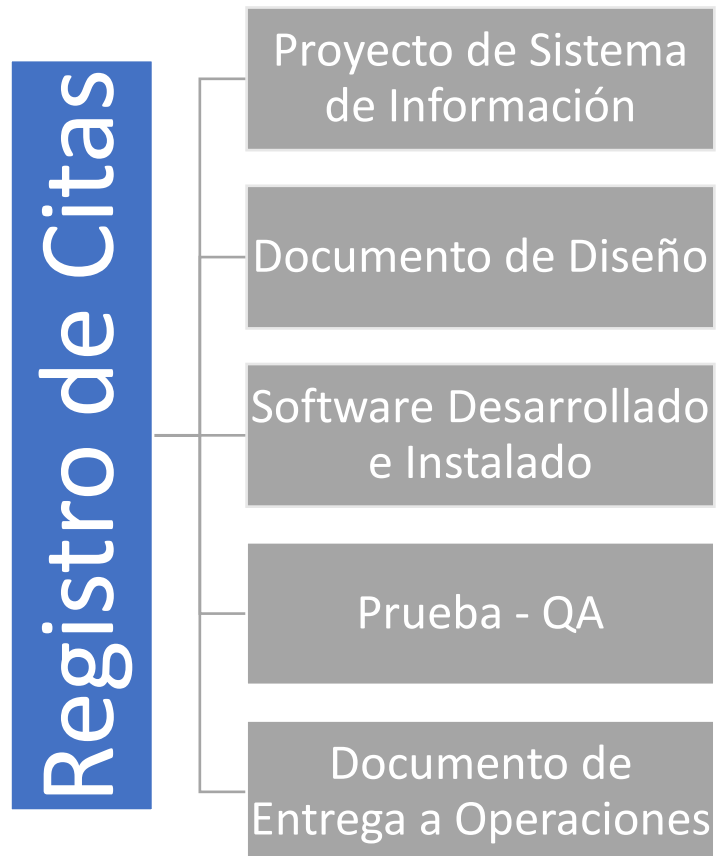 Registro de Citas
Proyecto de Sistema
de Información
Documento de Diseño
Software Desarrollado
e Instalado
Prueba - QA
Documento de
Entrega a Operaciones